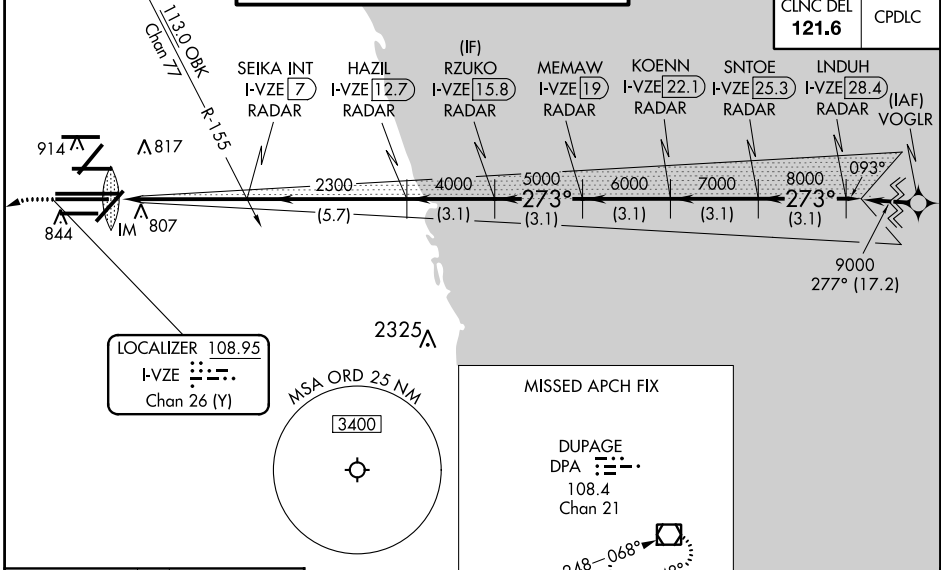 CLNC DEL
121.6
CPDLC
113.0 OBK
Chan 77
R-155
SEIKA INT
I-VZE 7
RADAR
HAZIL
I-VZE 12.7
RADAR
(IF)
RZUKO
I-VZE 15.8
RADAR
MEMAW
I-VZE 19
RADAR
KOENN
I-VZE 22.1
RADAR
SNTOE
I-VZE 25.3
RADAR
LNDUH
I-VZE 28.4
RADAR
(IAF)
VOGLR
914
817
844
IM
807
2300
(5.7)
4000
(3.1)
5000
273°
(3.1)
6000
(3.1)
7000
(3.1)
8000
273°
(3.1)
093°
9000
277° (17.2)
2325
LOCALIZER 108.95
I-VZE
Chan 26 (Y)
MSA ORD 25 NM
3400
MISSED APCH FIX
DUPAGE
DPA
108.4
Chan 21
248—068°